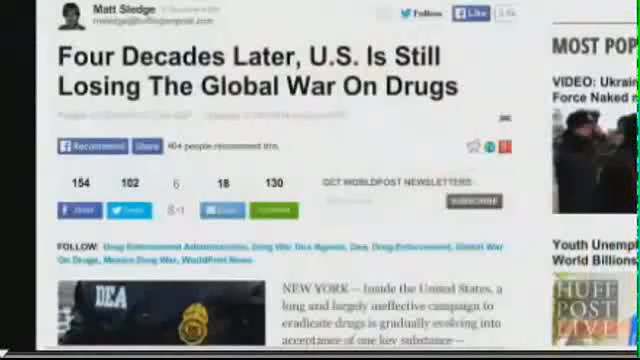 Matt Sledge
Follow
Like
Four Decades Later, U.S. Is Still
Losing The Global War On Drugs
Recommend
Share
people recommend this.
154
102
6
18
130
GET WORLDPOST NEWSLETTERS
SUBSCRIBE
FOLLOW: Drug Enforcement Administration, Drug War, Dea Agents, Dea, Drug Enforcement, Global War
On Drugs, Mexico Drug War, WorldPost News
DEA
NEW YORK -- Inside the United States, a
long and largely ineffective campaign to
eradicate drugs is gradually evolving into
acceptance of one key substance --
MOST POP
VIDEO: Ukrain
Force Naked
Youth Unempl
World Billions
HUFF
POST
LIVE